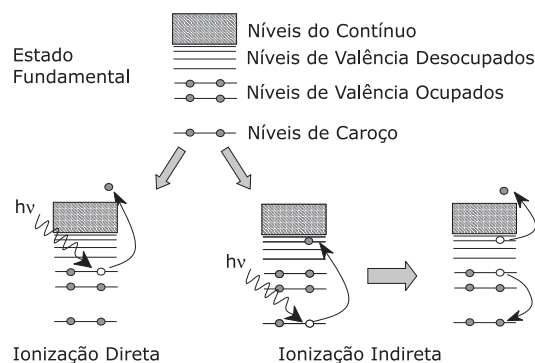 Níveis do Contínuo
Estado
Fundamental
Níveis de Valência Desocupados
Níveis de Valência Ocupados
Níveis de Caroço
hν
hν
Ionização Direta
Ionização Indireta